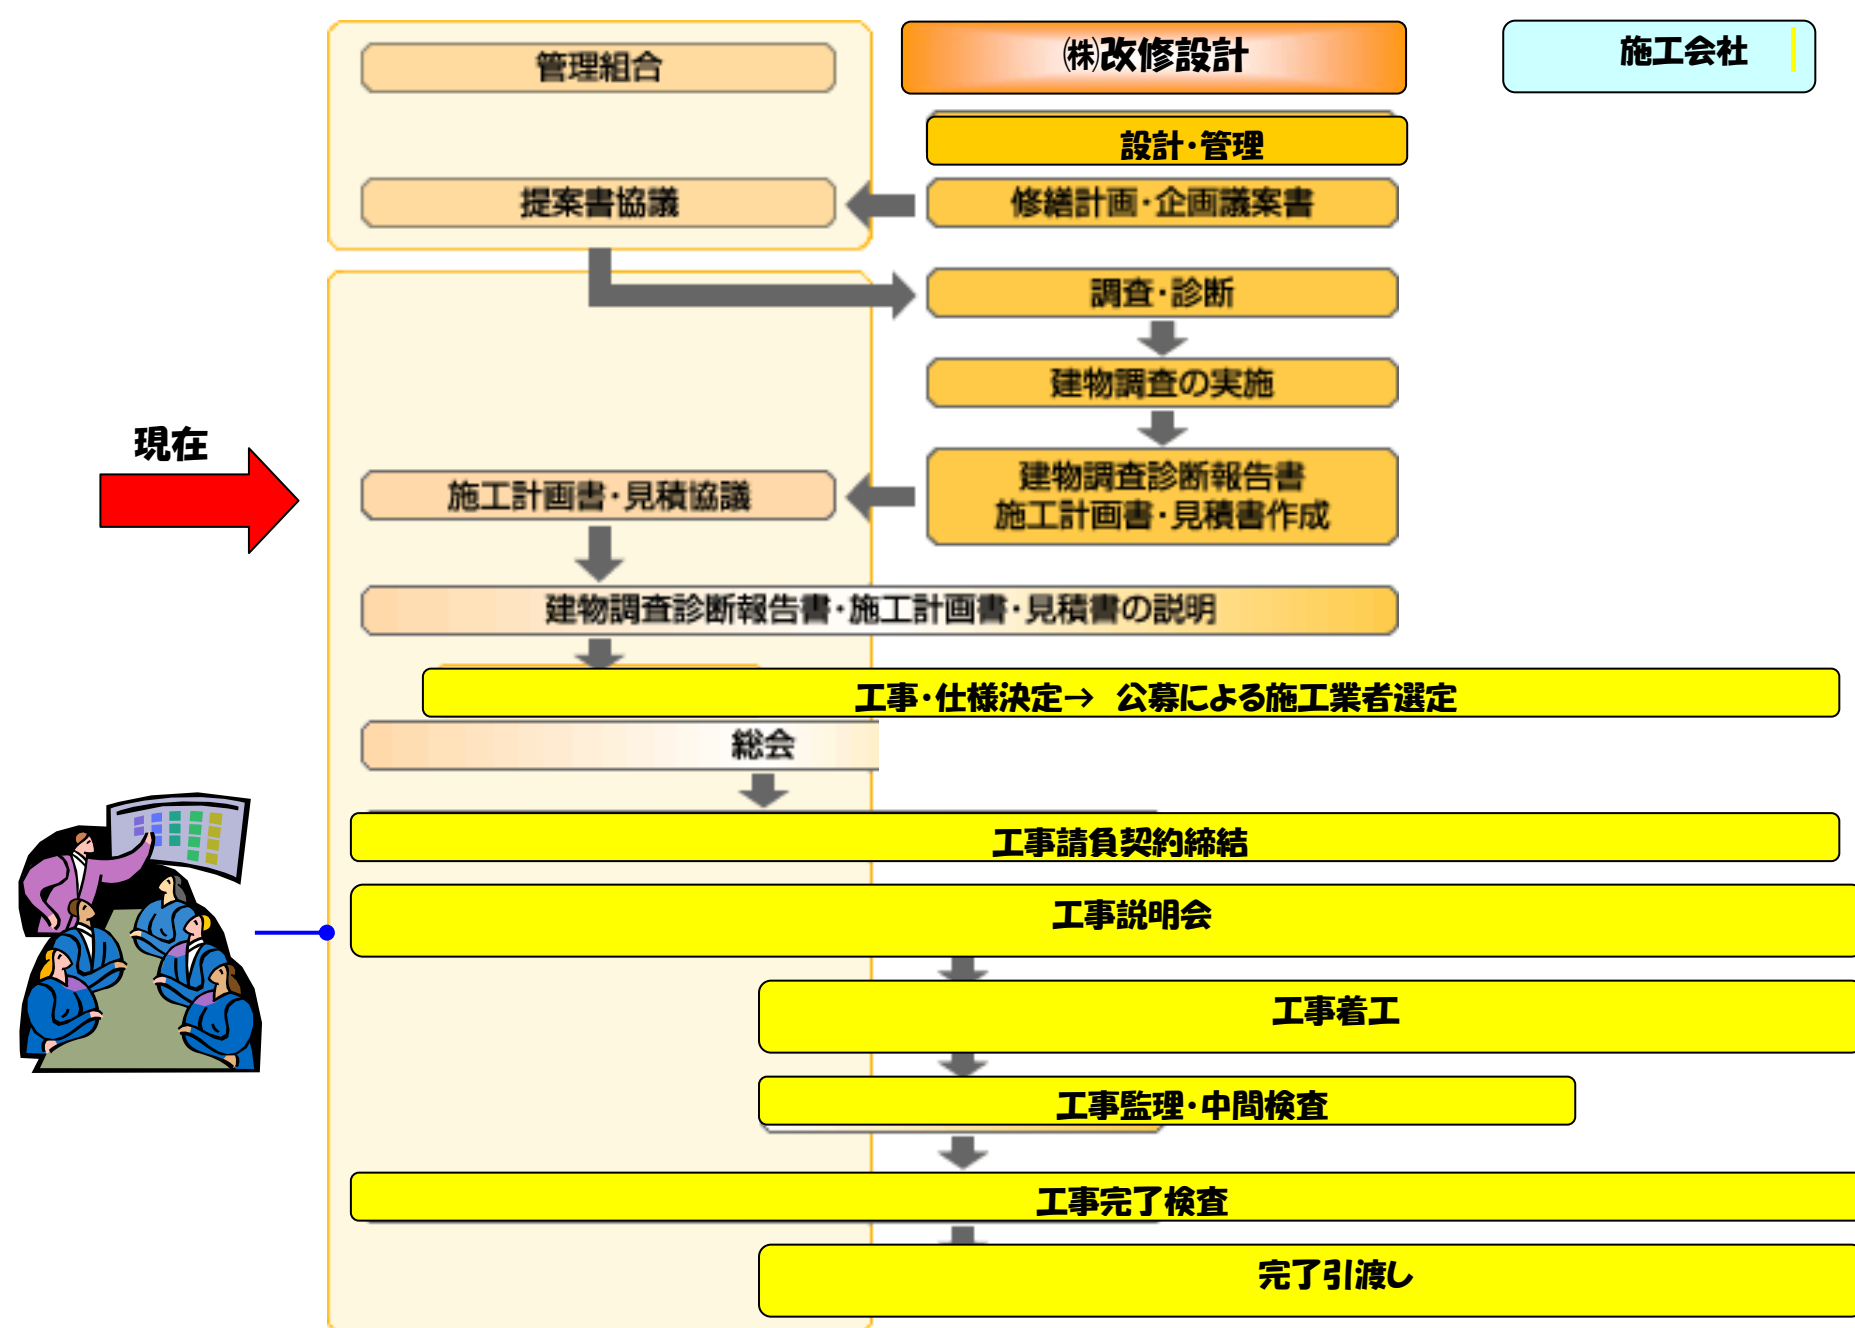 管理組合
㈱改修設計
施工会社
設計・管理
提案書協議
修繕計画・企画議案書
調査・診断
建物調査の実施
現在
施工計画書・見積協議
建物調査診断報告書
施工計画書・見積書作成
建物調査診断報告書・施工計画書・見積書の説明
工事・仕様決定→ 公募による施工業者選定
総会
工事請負契約締結
工事説明会
工事着工
工事監理・中間検査
工事完了検査
完了引渡し